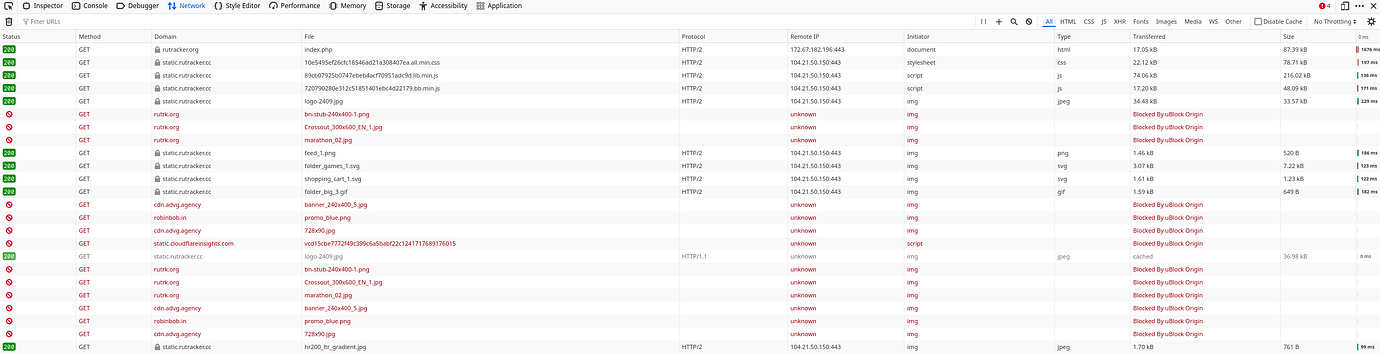 Inspector Console Debugger Network Style Editor Performance Memory Storage Accessibility Application 4
Filter URLs All HTML CSS JS XHR Fonts Images Media WS Other Disable Cache No Throttling
Status Method Domain File Protocol Remote IP Initiator Type Transferred Size 0 ms
200 GET rutracker.org index.php HTTP/2 172.67.182.196:443 document html 17.05 kB 87.39 kB 1676 ms
200 GET static.rutracker.cc 10e5495ef26cfc18546ad21a308407ea.all.min.css HTTP/2 104.21.50.150:443 stylesheet css 22.12 kB 78.71 kB 197 ms
200 GET static.rutracker.cc 89cb07925b0747ebeb4acf70951adc9d.lib.min.js HTTP/2 104.21.50.150:443 script js 74.06 kB 216.02 kB 136 ms
200 GET static.rutracker.cc 720790280e312c51851401ebc4d22179.bb.min.js HTTP/2 104.21.50.150:443 script js 17.20 kB 48.09 kB 171 ms
200 GET static.rutracker.cc logo-2409.jpg HTTP/2 104.21.50.150:443 img jpeg 34.48 kB 33.57 kB 229 ms
GET rutrk.org bn-stub-240x400-1.png unknown img Blocked By uBlock Origin
GET rutrk.org Crossout_300x600_EN_1.jpg unknown img Blocked By uBlock Origin
GET rutrk.org marathon_02.jpg unknown img Blocked By uBlock Origin
200 GET static.rutracker.cc feed_1.png HTTP/2 104.21.50.150:443 img png 1.46 kB 520 B 186 ms
200 GET static.rutracker.cc folder_games_1.svg HTTP/2 104.21.50.150:443 img svg 3.07 kB 7.22 kB 123 ms
200 GET static.rutracker.cc shopping_cart_1.svg HTTP/2 104.21.50.150:443 img svg 1.61 kB 1.23 kB 122 ms
200 GET static.rutracker.cc folder_big_3.gif HTTP/2 104.21.50.150:443 img gif 1.59 kB 649 B 182 ms
GET cdn.advg.agency banner_240x400_5.jpg unknown img Blocked By uBlock Origin
GET robinbob.in promo_blue.png unknown img Blocked By uBlock Origin
GET cdn.advg.agency 728x90.jpg unknown img Blocked By uBlock Origin
GET static.cloudflareinsights.com vcd15cbe7772f49c399c6a5babf22c1241717689176015 unknown script Blocked By uBlock Origin
200 GET static.rutracker.cc logo-2409.jpg HTTP/1.1 unknown img jpeg cached 36.98 kB 0 ms
GET rutrk.org bn-stub-240x400-1.png unknown img Blocked By uBlock Origin
GET rutrk.org Crossout_300x600_EN_1.jpg unknown img Blocked By uBlock Origin
GET rutrk.org marathon_02.jpg unknown img Blocked By uBlock Origin
GET cdn.advg.agency banner_240x400_5.jpg unknown img Blocked By uBlock Origin
GET robinbob.in promo_blue.png unknown img Blocked By uBlock Origin
GET cdn.advg.agency 728x90.jpg unknown img Blocked By uBlock Origin
200 GET static.rutracker.cc hr200_ltr_gradient.jpg HTTP/2 104.21.50.150:443 img jpeg 1.70 kB 761 B 99 ms